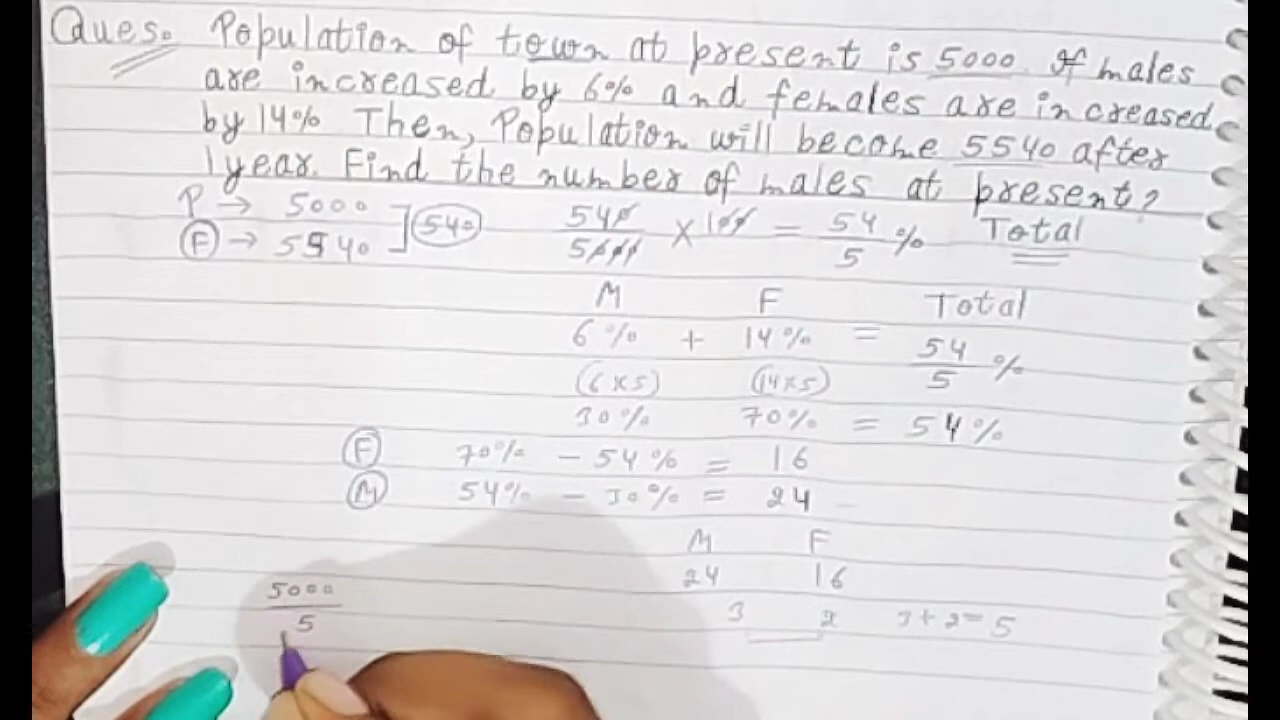 Ques. Population of town at present is 5000. If males
are increased by 6% and females are increased
by 14% Then, Population will become 5540 after
1year. Find the number of males at present?
P → 5000
F → 5540 540 540/5000 × 100 = 54/5 % Total
M F Total
6% + 14% = 54/5 %
(6×5) (14×5)
30% 70% = 54%
F 70% - 54% = 16
M 54% - 30% = 24
M F
24 16
3 2 3+2=5
5000/5